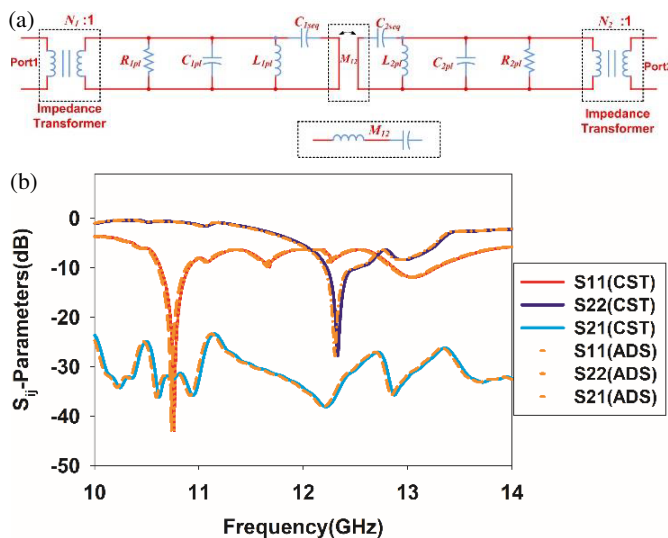 (a)
N1 :1
C1seq
C2seq
N2 :1
Port1
R1pl
C1pl
L1pl
M12
L2pl
C2pl
R2pl
Port2
Impedance
Transformer
Impedance
Transformer
M12
(b)
Sij-Parameters(dB)
0
-10
-20
-30
-40
-50
10
11
12
13
14
Frequency(GHz)
S11(CST)
S22(CST)
S21(CST)
S11(ADS)
S22(ADS)
S21(ADS)